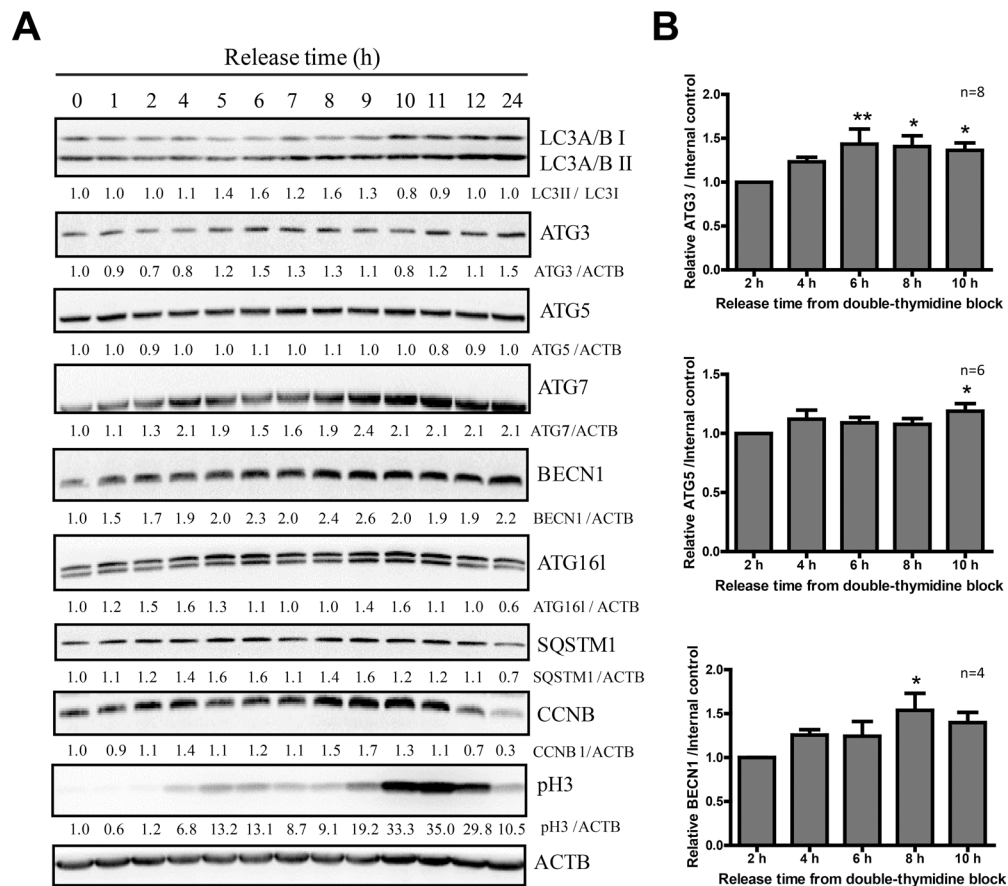 A
Release time (h)
0 1 2 4 5 6 7 8 9 10 11 12 24
LC3A/B I
LC3A/B II
1.0 1.0 1.0 1.1 1.4 1.6 1.2 1.6 1.3 0.8 0.9 1.0 1.0 LC3II / LC3I
ATG3
1.0 0.9 0.7 0.8 1.2 1.5 1.3 1.3 1.1 0.8 1.2 1.1 1.5 ATG3 /ACTB
ATG5
1.0 1.0 0.9 1.0 1.0 1.1 1.0 1.1 1.0 1.0 0.8 0.9 1.0 ATG5 /ACTB
ATG7
1.0 1.1 1.3 2.1 1.9 1.5 1.6 1.9 2.4 2.1 2.1 2.1 2.1 ATG7/ACTB
BECN1
1.0 1.5 1.7 1.9 2.0 2.3 2.0 2.4 2.6 2.0 1.9 1.9 2.2 BECN1/ACTB
ATG16l
1.0 1.2 1.5 1.6 1.3 1.1 1.0 1.0 1.4 1.6 1.1 1.0 0.6 ATG16l / ACTB
SQSTM1
1.0 1.1 1.2 1.4 1.6 1.6 1.1 1.4 1.6 1.2 1.2 1.1 0.7 SQSTM1/ACTB
CCNB
1.0 0.9 1.1 1.4 1.1 1.2 1.1 1.5 1.7 1.3 1.1 0.7 0.3 CCNB1/ACTB
pH3
1.0 0.6 1.2 6.8 13.2 13.1 8.7 9.1 19.2 33.3 35.0 29.8 10.5 pH3 /ACTB
ACTB
B
n=8
Relative ATG3 / Internal control
2.0
1.5
1.0
0.5
0.0
** * *
2 h 4 h 6 h 8 h 10 h
Release time from double-thymidine block
n=6
Relative ATG5 /Internal control
1.5
1.0
0.5
0.0
*
2 h 4 h 6 h 8 h 10 h
Release time from double-thymidine block
n=4
Relative BECN1 /Internal control
2.0
1.5
1.0
0.5
0.0
*
2 h 4 h 6 h 8 h 10 h
Release time from double-thymidine block